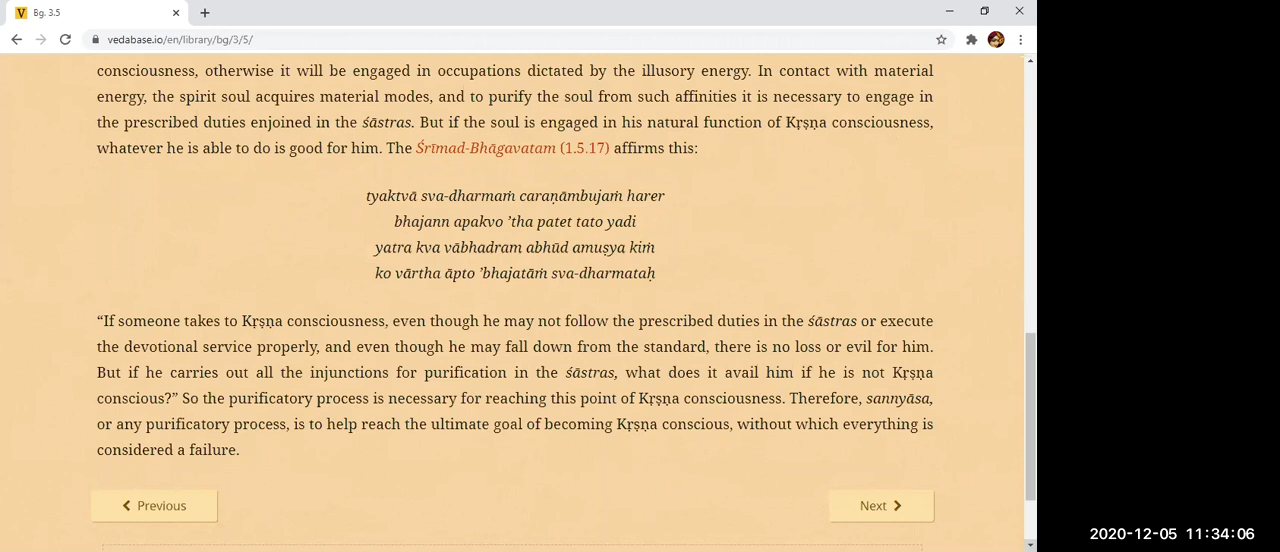 Bg. 3.5
vedabase.io/en/library/bg/3/5/
consciousness, otherwise it will be engaged in occupations dictated by the illusory energy. In contact with material
energy, the spirit soul acquires material modes, and to purify the soul from such affinities it is necessary to engage in
the prescribed duties enjoined in the śāstras. But if the soul is engaged in his natural function of Kṛṣṇa consciousness,
whatever he is able to do is good for him. The Śrīmad-Bhāgavatam (1.5.17) affirms this:
tyaktvā sva-dharmaṁ caraṇāmbujaṁ harer
bhajann apakvo ’tha patet tato yadi
yatra kva vābhadram abhūd amuṣya kiṁ
ko vārtha āpto ’bhajatāṁ sva-dharmataḥ
“If someone takes to Kṛṣṇa consciousness, even though he may not follow the prescribed duties in the śāstras or execute
the devotional service properly, and even though he may fall down from the standard, there is no loss or evil for him.
But if he carries out all the injunctions for purification in the śāstras, what does it avail him if he is not Kṛṣṇa
conscious?” So the purificatory process is necessary for reaching this point of Kṛṣṇa consciousness. Therefore, sannyāsa,
or any purificatory process, is to help reach the ultimate goal of becoming Kṛṣṇa conscious, without which everything is
considered a failure.
Previous
Next
2020-12-05 11:34:06